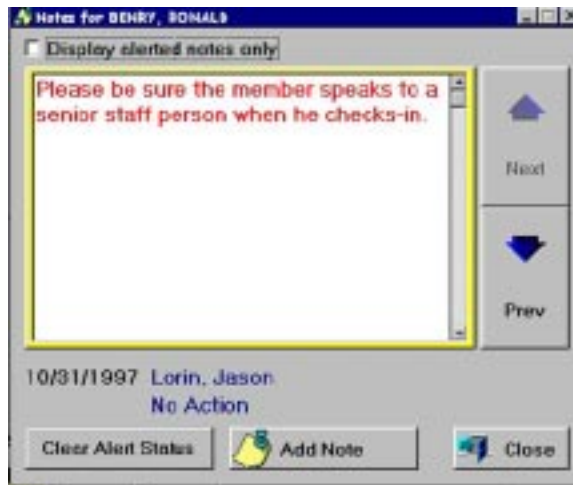 Notes for BENRY, RONALD
Display alerted notes only
Please be sure the member speaks to a
senior staff person when he checks-in.
Next
Prev
10/31/1997 Lorin, Jason
No Action
Clear Alert Status
Add Note
Close